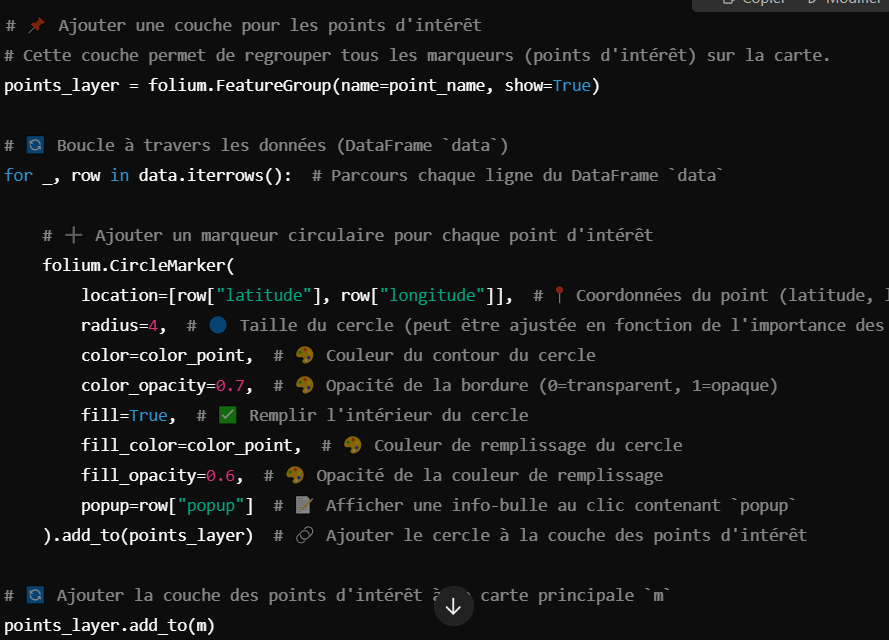 Copier Modifier
# 📌 Ajouter une couche pour les points d'intérêt
# Cette couche permet de regrouper tous les marqueurs (points d'intérêt) sur la carte.
points_layer = folium.FeatureGroup(name=point_name, show=True)
# 🔄 Boucle à travers les données (DataFrame `data`)
for _, row in data.iterrows():  # Parcours chaque ligne du DataFrame `data`
    # ➕ Ajouter un marqueur circulaire pour chaque point d'intérêt
    folium.CircleMarker(
        location=[row["latitude"], row["longitude"]],  # 📍 Coordonnées du point (latitude,
        radius=4,  # 🔵 Taille du cercle (peut être ajustée en fonction de l'importance des
        color=color_point,  # 🎨 Couleur du contour du cercle
        color_opacity=0.7,  # 🎨 Opacité de la bordure (0=transparent, 1=opaque)
        fill=True,  # ✅ Remplir l'intérieur du cercle
        fill_color=color_point,  # 🎨 Couleur de remplissage du cercle
        fill_opacity=0.6,  # 🎨 Opacité de la couleur de remplissage
        popup=row["popup"]  # 📝 Afficher une info-bulle au clic contenant `popup`
    ).add_to(points_layer)  # 🔗 Ajouter le cercle à la couche des points d'intérêt
# 🔄 Ajouter la couche des points d'intérêt à carte principale `m`
points_layer.add_to(m)